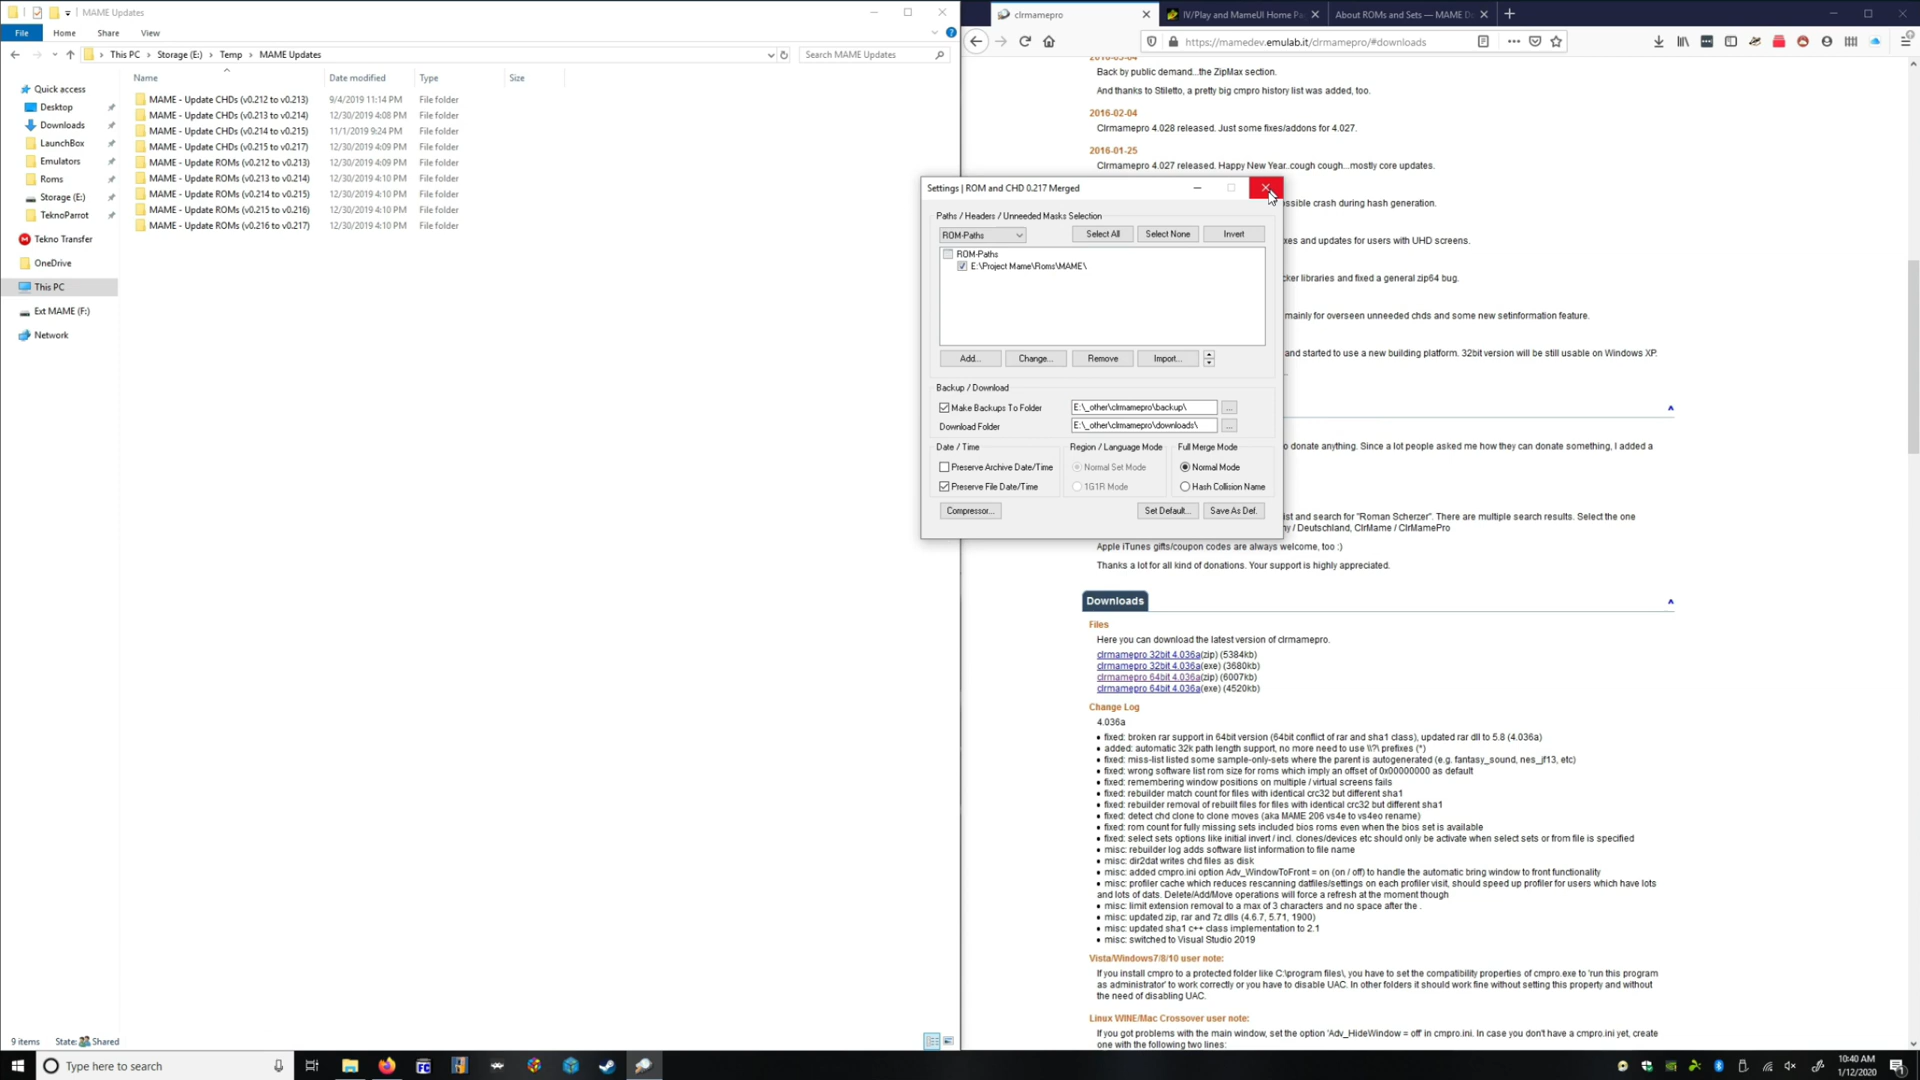 MAME Updates
File
Home
Share
View
This PC > Storage (E:) > Temp > MAME Updates
Search MAME Updates
Name
Date modified
Type
Size
Quick access
Desktop
Downloads
LaunchBox
Emulators
Roms
Storage (E:)
TeknoParrot
Tekno Transfer
OneDrive
This PC
Ext MAME (F:)
Network
MAME - Update CHDs (v0.212 to v0.213) 9/4/2019 11:14 PM File folder
MAME - Update CHDs (v0.213 to v0.214) 12/30/2019 4:08 PM File folder
MAME - Update CHDs (v0.214 to v0.215) 11/1/2019 9:24 PM File folder
MAME - Update CHDs (v0.215 to v0.217) 12/30/2019 4:09 PM File folder
MAME - Update ROMs (v0.212 to v0.213) 12/30/2019 4:09 PM File folder
MAME - Update ROMs (v0.213 to v0.214) 12/30/2019 4:10 PM File folder
MAME - Update ROMs (v0.214 to v0.215) 12/30/2019 4:10 PM File folder
MAME - Update ROMs (v0.215 to v0.216) 12/30/2019 4:10 PM File folder
MAME - Update ROMs (v0.216 to v0.217) 12/30/2019 4:10 PM File folder
9 items State: Shared
clrmamepro
IV/Play and MameUI Home Pa
About ROMs and Sets — MAME D
https://mamedev.emulab.it/clrmamepro/#downloads
Back by public demand...the ZipMax section.
And thanks to Stiletto, a pretty big cmpro history list was added, too.
2016-02-04
Clrmamepro 4.028 released. Just some fixes/addons for 4.027.
2016-01-25
Clrmamepro 4.027 released. Happy New Year..cough cough...mostly core updates.
ssible crash during hash generation.
xes and updates for users with UHD screens.
cker libraries and fixed a general zip64 bug.
mainly for overseen unneeded chds and some new setinformation feature.
and started to use a new building platform. 32bit version will be still usable on Windows XP.
o donate anything. Since a lot people asked me how they can donate something, I added a
ist and search for "Roman Scherzer". There are multiple search results. Select the one
ny / Deutschland, ClrMame / ClrMamePro
Apple iTunes gifts/coupon codes are always welcome, too :)
Thanks a lot for all kind of donations. Your support is highly appreciated.
Settings | ROM and CHD 0.217 Merged
Paths / Headers / Unneeded Masks Selection
ROM-Paths
Select All
Select None
Invert
ROM-Paths
E:\Project Mame\Roms\MAME\
Add...
Change...
Remove
Import...
Backup / Download
Make Backups To Folder
E:\_other\clrmamepro\backup\
...
Download Folder
E:\_other\clrmamepro\downloads\
...
Date / Time
Region / Language Mode
Full Merge Mode
Preserve Archive Date/Time
Normal Set Mode
Normal Mode
Preserve File Date/Time
1G1R Mode
Hash Collision Name
Compressor...
Set Default...
Save As Def.
Downloads
Files
Here you can download the latest version of clrmamepro.
clrmamepro 32bit 4.036a(zip) (5384kb)
clrmamepro 32bit 4.036a(exe) (3680kb)
clrmamepro 64bit 4.036a(zip) (6007kb)
clrmamepro 64bit 4.036a(exe) (4520kb)
Change Log
4.036a
• fixed: broken rar support in 64bit version (64bit conflict of rar and sha1 class), updated rar dll to 5.8 (4.036a)
• added: automatic 32k path length support, no more need to use \\?\ prefixes (*)
• fixed: miss-list listed some sample-only-sets where the parent is autogenerated (e.g. fantasy_sound, nes_jf13, etc)
• fixed: wrong software list rom size for roms which imply an offset of 0x00000000 as default
• fixed: remembering window positions on multiple / virtual screens fails
• fixed: rebuilder match count for files with identical crc32 but different sha1
• fixed: rebuilder removal of rebuilt files for files with identical crc32 but different sha1
• fixed: detect chd clone to clone moves (aka MAME 206 vs4e to vs4eo rename)
• fixed: rom count for fully missing sets included bios roms even when the bios set is available
• fixed: select sets options like initial invert / incl. clones/devices etc should only be activate when select sets or from file is specified
• misc: rebuilder log adds software list information to file name
• misc: dir2dat writes chd files as disk
• misc: added cmpro.ini option Adv_WindowToFront = on (on / off) to handle the automatic bring window to front functionality
• misc: profiler cache which reduces rescanning datfiles/settings on each profiler visit, should speed up profiler for users which have lots
and lots of dats. Delete/Add/Move operations will force a refresh at the moment though
• misc: limit extension removal to a max of 3 characters and no space after the .
• misc: updated zip, rar and 7z dlls (4.6.7, 5.71, 1900)
• misc: updated sha1 c++ class implementation to 2.1
• misc: switched to Visual Studio 2019
Vista/Windows7/8/10 user note:
If you install cmpro to a protected folder like C:\program files\, you have to set the compatibility properties of cmpro.exe to 'run this program
as administrator' to work correctly or you have to disable UAC. In other folders it should work fine without setting this property and without
the need of disabling UAC.
Linux WINE/Mac Crossover user note:
If you got problems with the main window, set the option 'Adv_HideWindow = off' in cmpro.ini. In case you don't have a cmpro.ini yet, create
one with the following two lines:
Type here to search
10:40 AM
1/12/2020